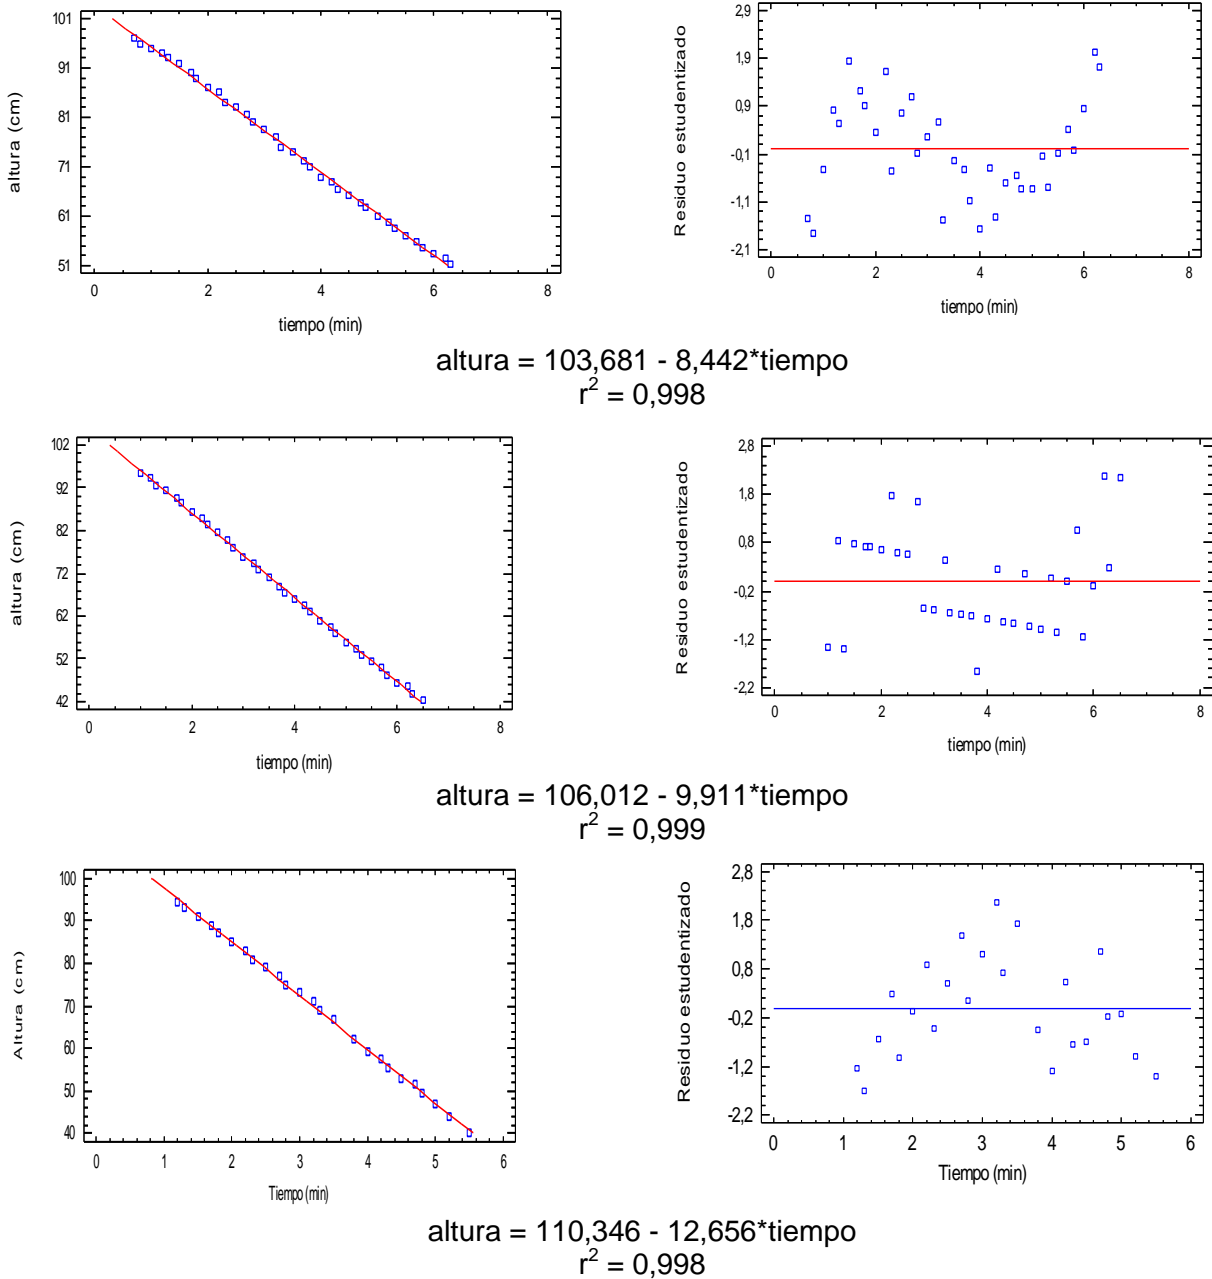 altura (cm)
101
91
81
71
61
51
0 2 4 6 8
tiempo (min)
Residuo estudentizado
2,9
1,9
0,9
-0,1
-1,1
-2,1
0 2 4 6 8
tiempo (min)
altura = 103,681 - 8,442*tiempo
r² = 0,998
altura (cm)
102
92
82
72
62
52
42
0 2 4 6 8
tiempo (min)
Residuo estudentizado
2,8
1,8
0,8
-0,2
-1,2
-2,2
0 2 4 6 8
tiempo (min)
altura = 106,012 - 9,911*tiempo
r² = 0,999
Altura (cm)
100
90
80
70
60
50
40
0 1 2 3 4 5 6
Tiempo (min)
Residuo estudentizado
2,8
1,8
0,8
-0,2
-1,2
-2,2
0 1 2 3 4 5 6
Tiempo (min)
altura = 110,346 - 12,656*tiempo
r² = 0,998